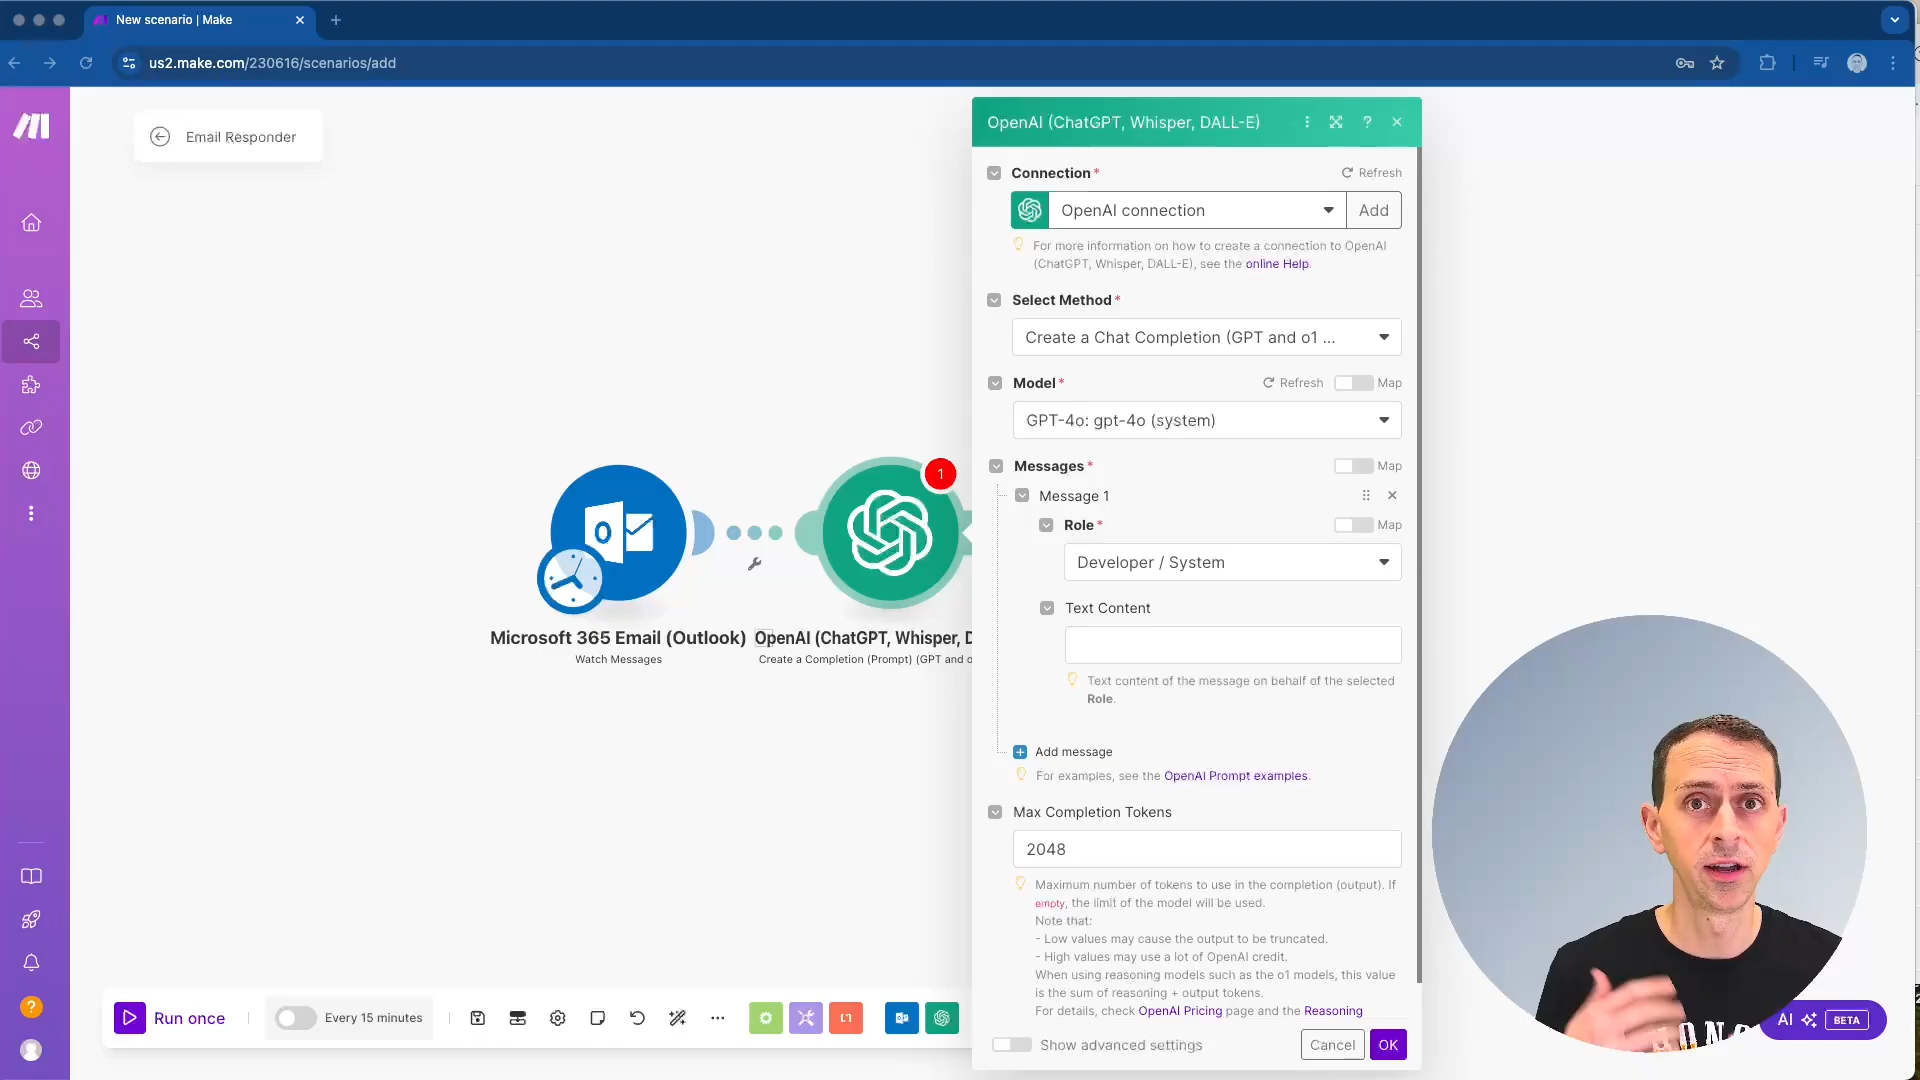 New scenario | Make
us2.make.com/230616/scenarios/add
Email Responder
OpenAI (ChatGPT, Whisper, DALL-E)
Connection *
Refresh
OpenAI connection
Add
For more information on how to create a connection to OpenAI
(ChatGPT, Whisper, DALL-E), see the online Help.
Select Method *
Create a Chat Completion (GPT and o1 ...
Model *
Refresh
Map
GPT-4o: gpt-4o (system)
Messages *
Map
Message 1
Role *
Map
Developer / System
Text Content
Text content of the message on behalf of the selected
Role.
Add message
For examples, see the OpenAI Prompt examples.
Max Completion Tokens
2048
Maximum number of tokens to use in the completion (output). If
empty, the limit of the model will be used.
Note that:
- Low values may cause the output to be truncated.
- High values may use a lot of OpenAI credit.
When using reasoning models such as the o1 models, this value
is the sum of reasoning + output tokens.
For details, check OpenAI Pricing page and the Reasoning
Show advanced settings
Cancel
OK
1
Microsoft 365 Email (Outlook)
Watch Messages
OpenAI (ChatGPT, Whisper, D
Create a Completion (Prompt) (GPT and o
Run once
Every 15 minutes
AI
BETA